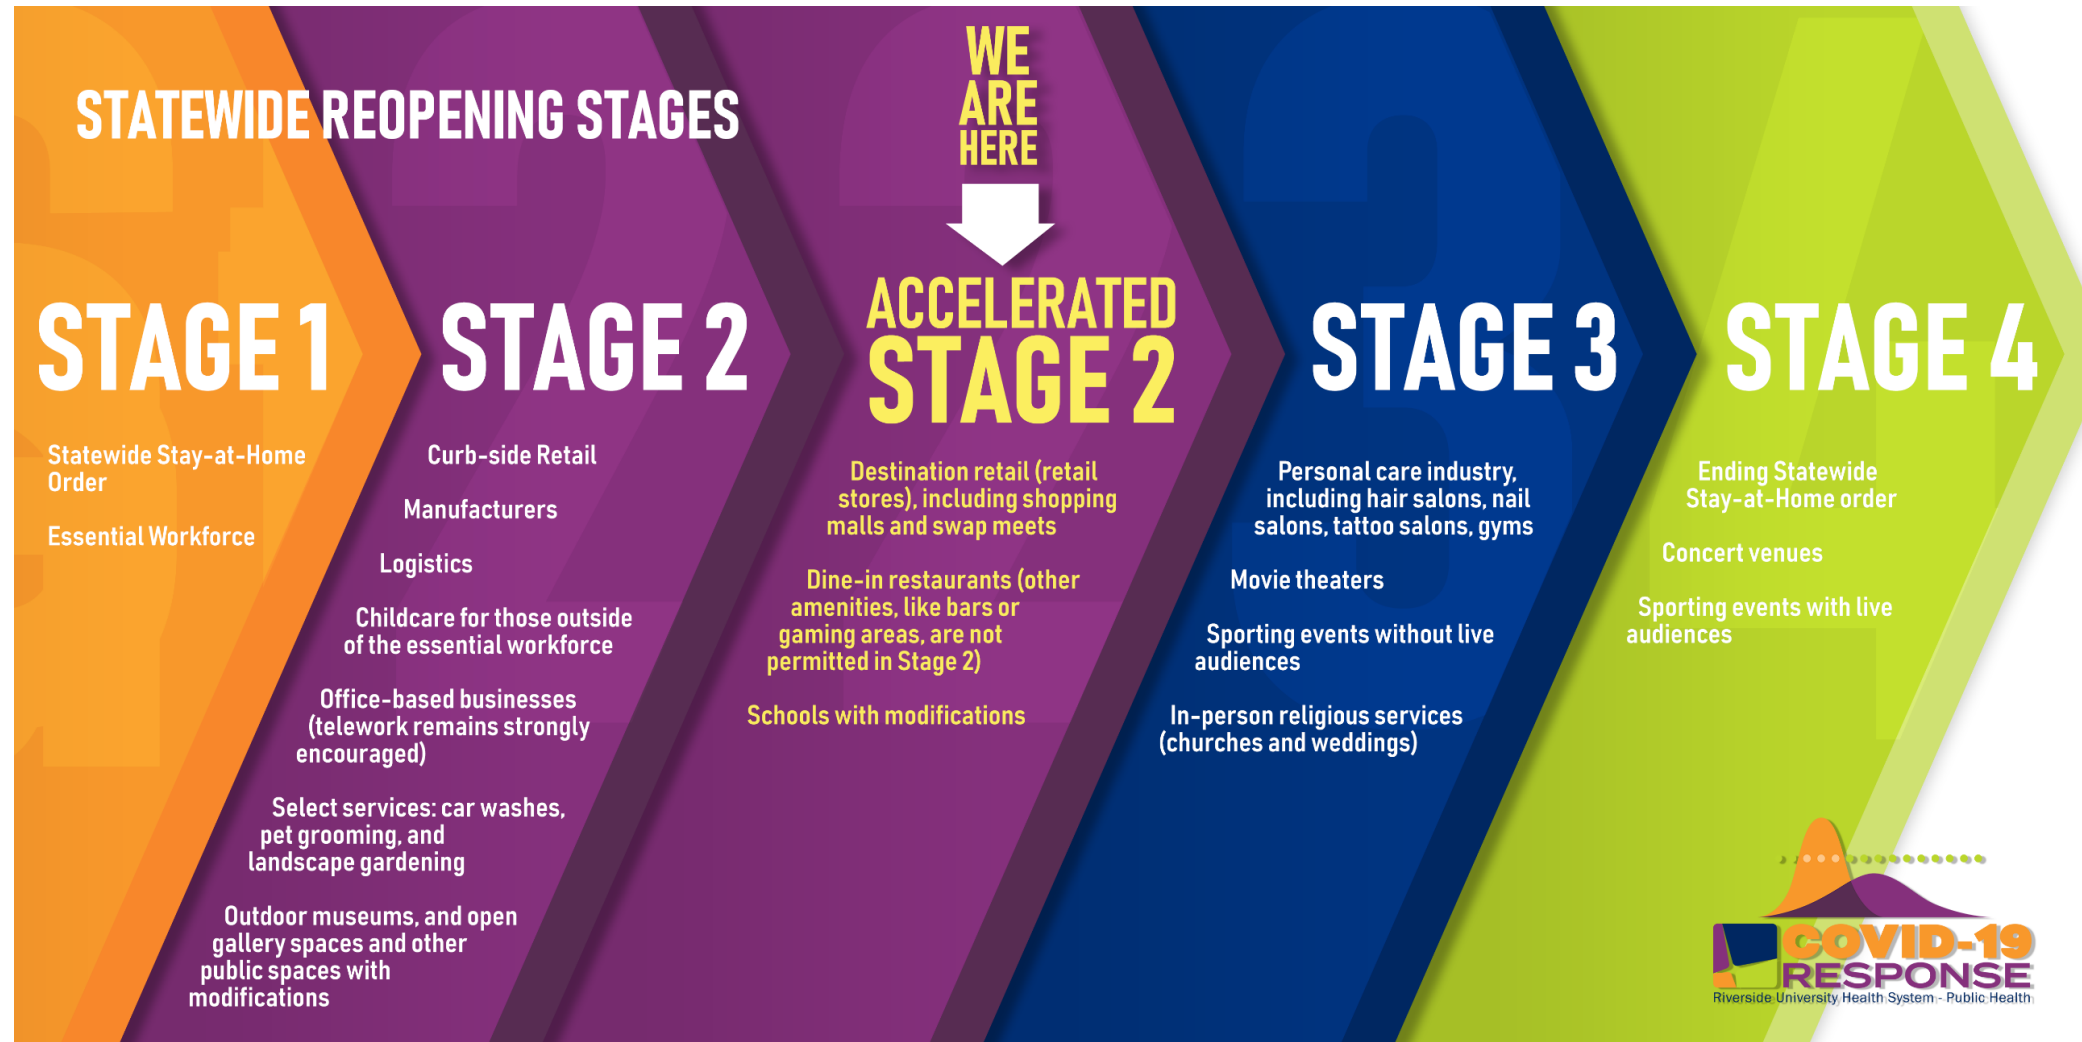 STATEWIDE REOPENING STAGES
WE
ARE
HERE
STAGE 1
Statewide Stay-at-Home
Order
Essential Workforce
STAGE 2
Curb-side Retail
Manufacturers
Logistics
Childcare for those outside
of the essential workforce
Office-based businesses
(telework remains strongly
encouraged)
Select services: car washes,
pet grooming, and
landscape gardening
Outdoor museums, and open
gallery spaces and other
public spaces with
modifications
ACCELERATED
STAGE 2
Destination retail (retail
stores), including shopping
malls and swap meets
Dine-in restaurants (other
amenities, like bars or
gaming areas, are not
permitted in Stage 2)
Schools with modifications
STAGE 3
Personal care industry,
including hair salons, nail
salons, tattoo salons, gyms
Movie theaters
Sporting events without live
audiences
In-person religious services
(churches and weddings)
STAGE 4
Ending Statewide
Stay-at-Home order
Concert venues
Sporting events with live
audiences
COVID-19
RESPONSE
Riverside University Health System - Public Health